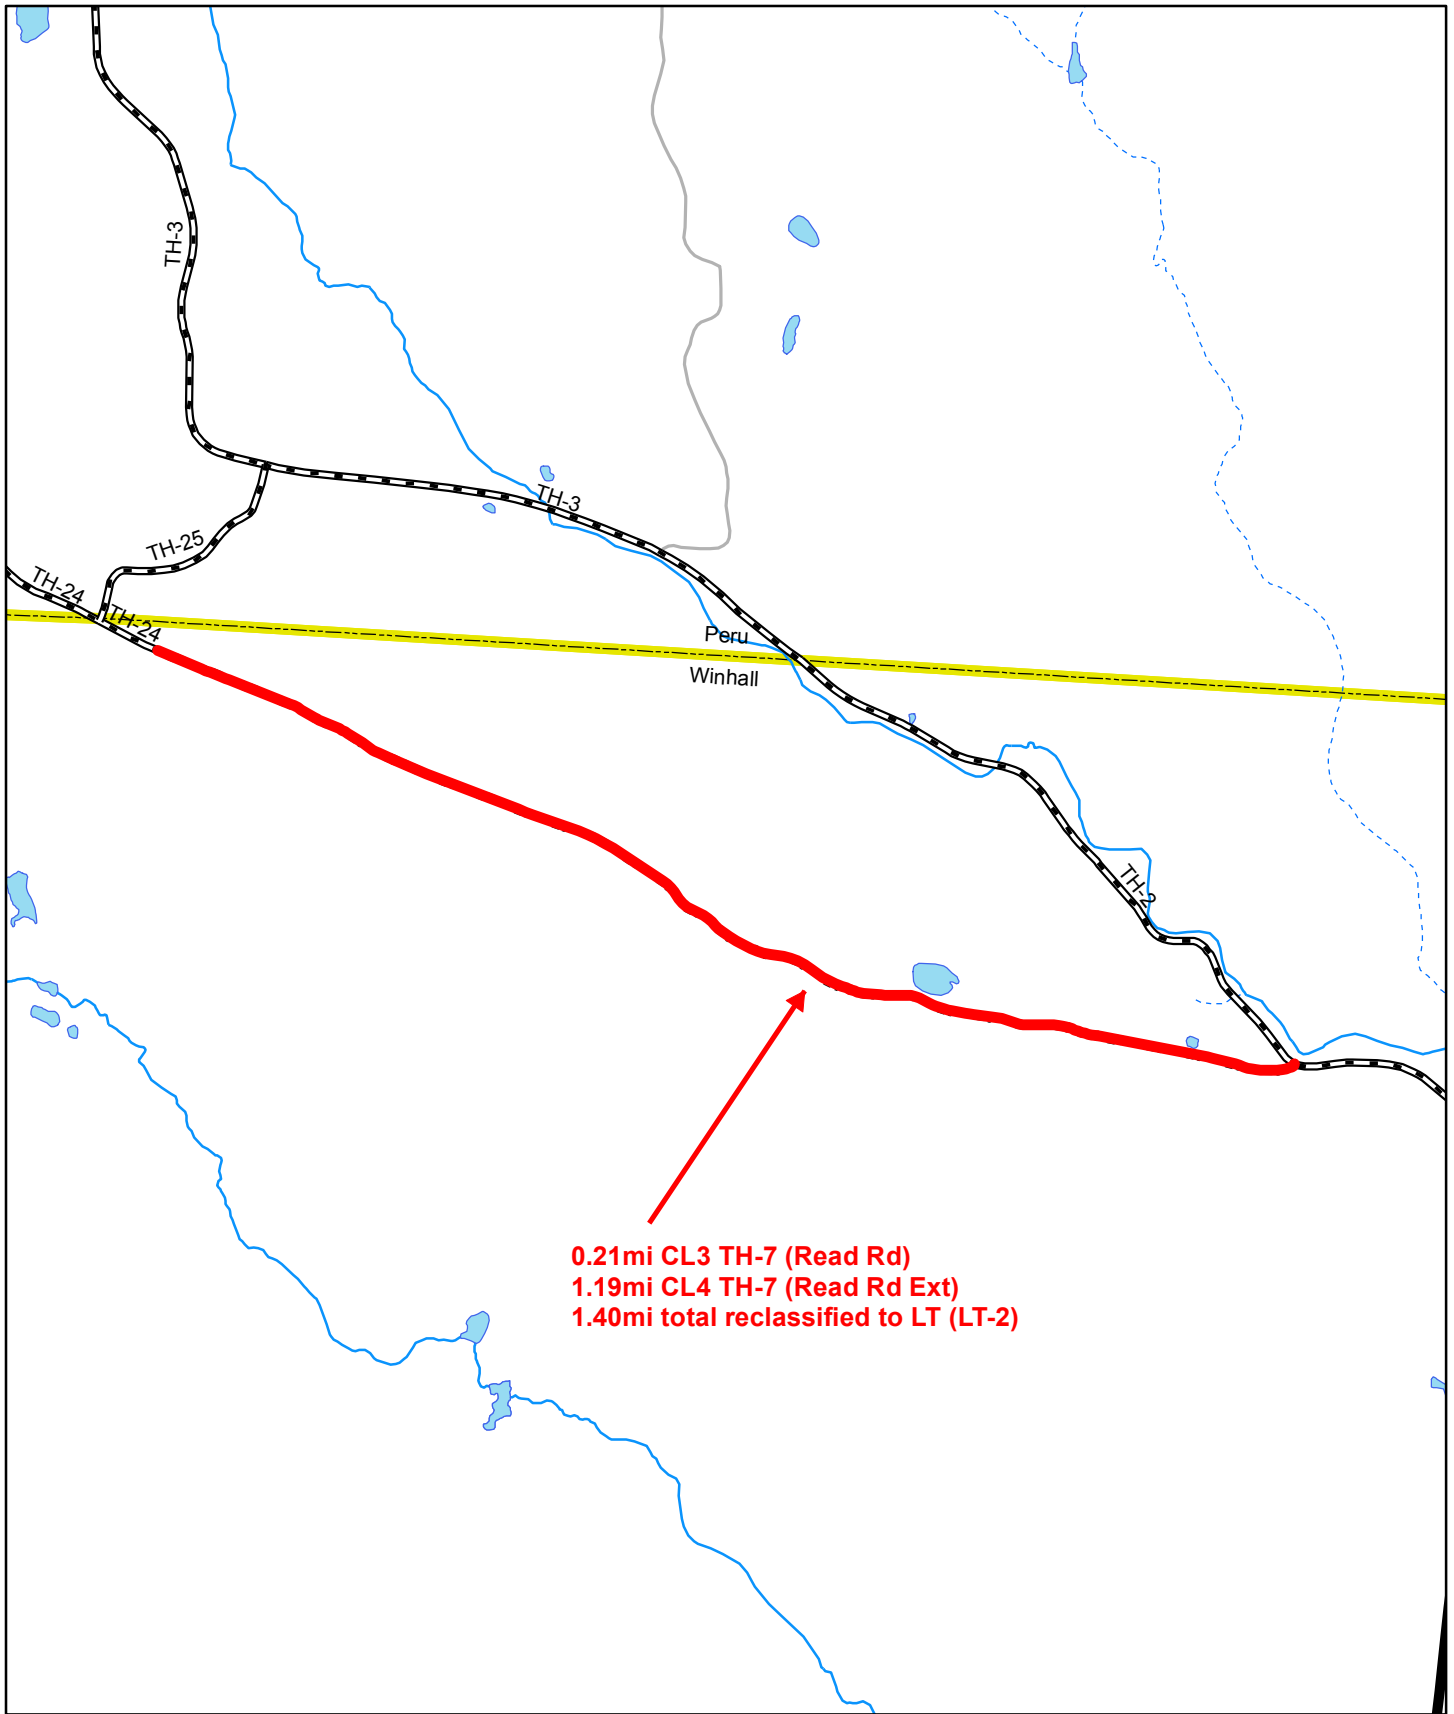 TH-3
TH-3
TH-25
TH-24
TH-24
Peru
Winhall
TH-2
0.21mi CL3 TH-7 (Read Rd)
1.19mi CL4 TH-7 (Read Rd Ext)
1.40mi total reclassified to LT (LT-2)